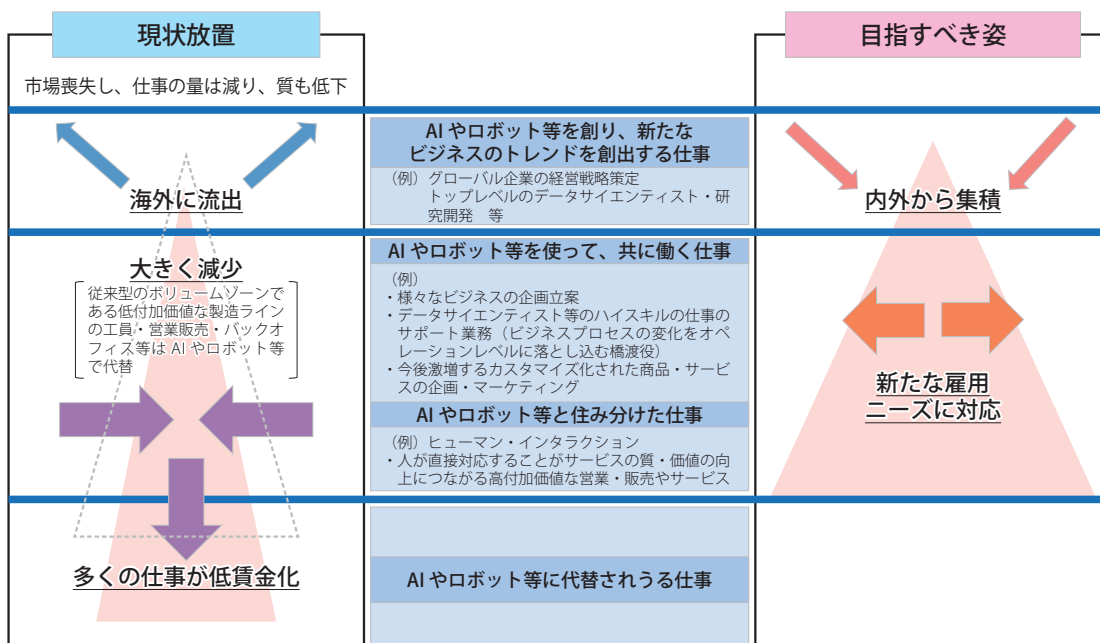 現状放置
市場喪失し、仕事の量は減り、質も低下
海外に流出
大きく減少
従来型のボリュームゾーンで
ある低付加価値な製造ライン
の工員・営業販売・バックオ
フィス等は AI やロボット等
で代替
多くの仕事が低賃金化
AI やロボット等を創り、新たな
ビジネスのトレンドを創出する仕事
（例）グローバル企業の経営戦略策定
トップレベルのデータサイエンティスト・研
究開発　等
AI やロボット等を使って、共に働く仕事
（例）
・様々なビジネスの企画立案
・データサイエンティスト等のハイスキルの仕事の
サポート業務（ビジネスプロセスの変化をオペ
レーションレベルに落とし込む橋渡役）
・今後激増するカスタマイズ化された商品・サービ
スの企画・マーケティング
AI やロボット等と住み分けた仕事
（例）ヒューマン・インタラクション
・人が直接対応することがサービスの質・価値の向
上につながる高付加価値な営業・販売やサービス
AI やロボット等に代替されうる仕事
目指すべき姿
内外から集積
新たな雇用
ニーズに対応